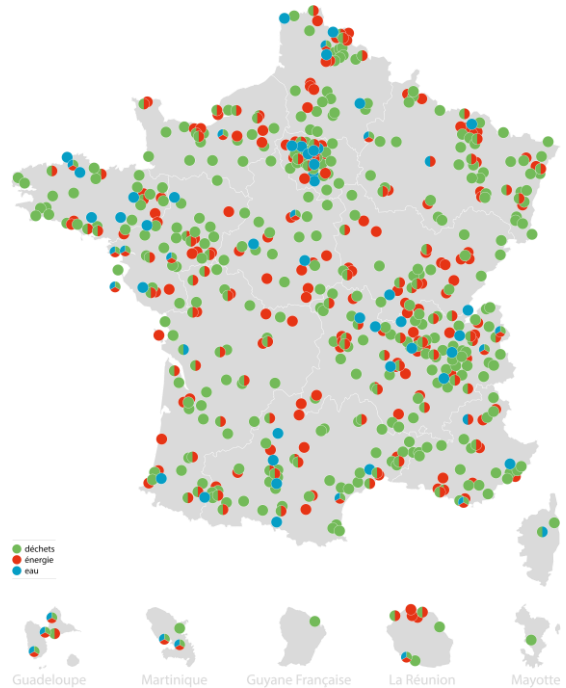 déchets
énergie
eau
Guadeloupe
Martinique
Guyane Française
La Réunion
Mayotte